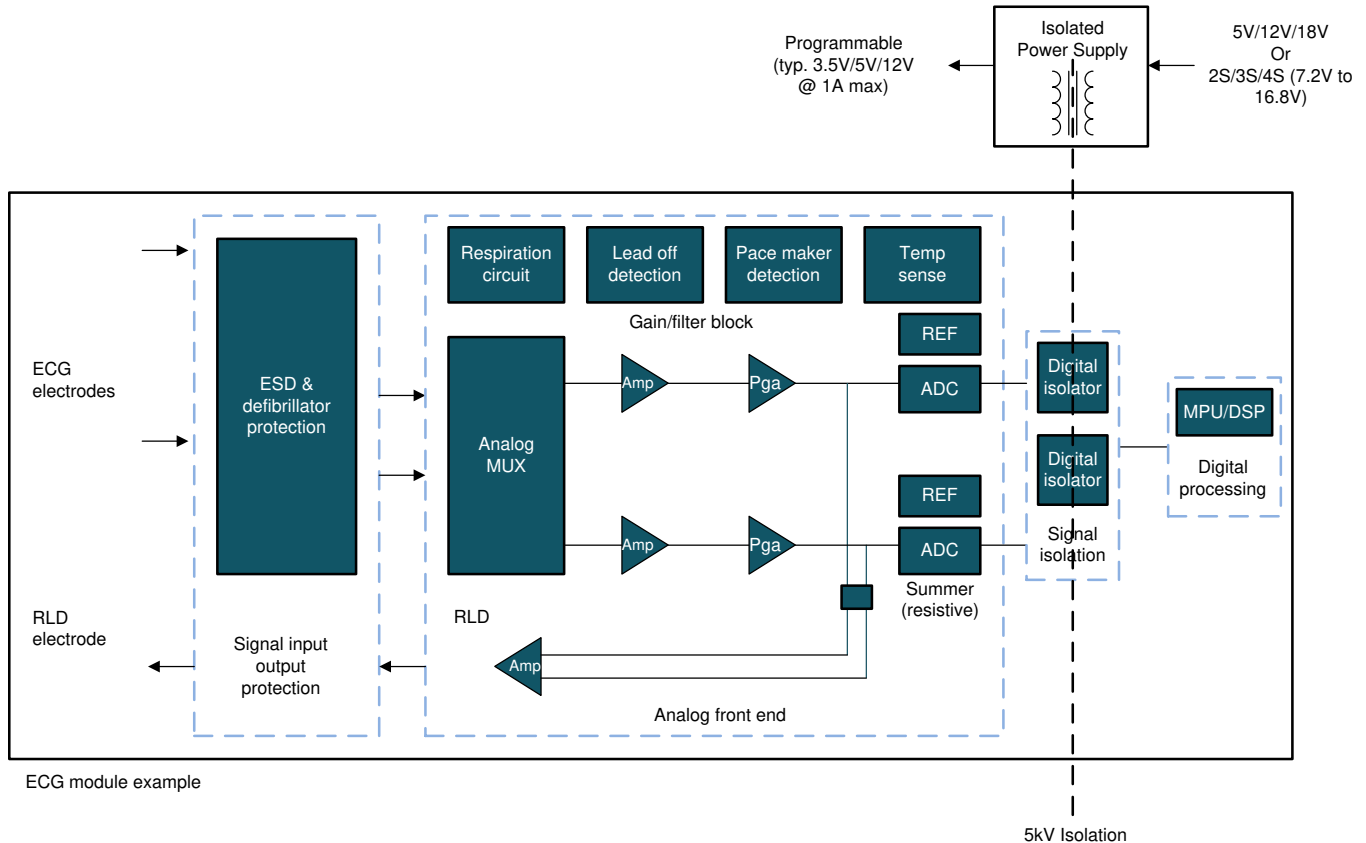 Isolated
Power Supply
Programmable
(typ. 3.5V/5V/12V
@ 1A max)
5V/12V/18V
Or
2S/3S/4S (7.2V to
16.8V)
ECG
electrodes
RLD
electrode
ESD &
defibrillator
protection
Signal input
output
protection
Respiration
circuit
Lead off
detection
Pace maker
detection
Temp
sense
Gain/filter block
Analog
MUX
Amp
Pga
REF
ADC
Amp
Pga
REF
ADC
Summer
(resistive)
RLD
Amp
Analog front end
Digital
isolator
Digital
isolator
Signal
isolation
MPU/DSP
Digital
processing
ECG module example
5kV Isolation